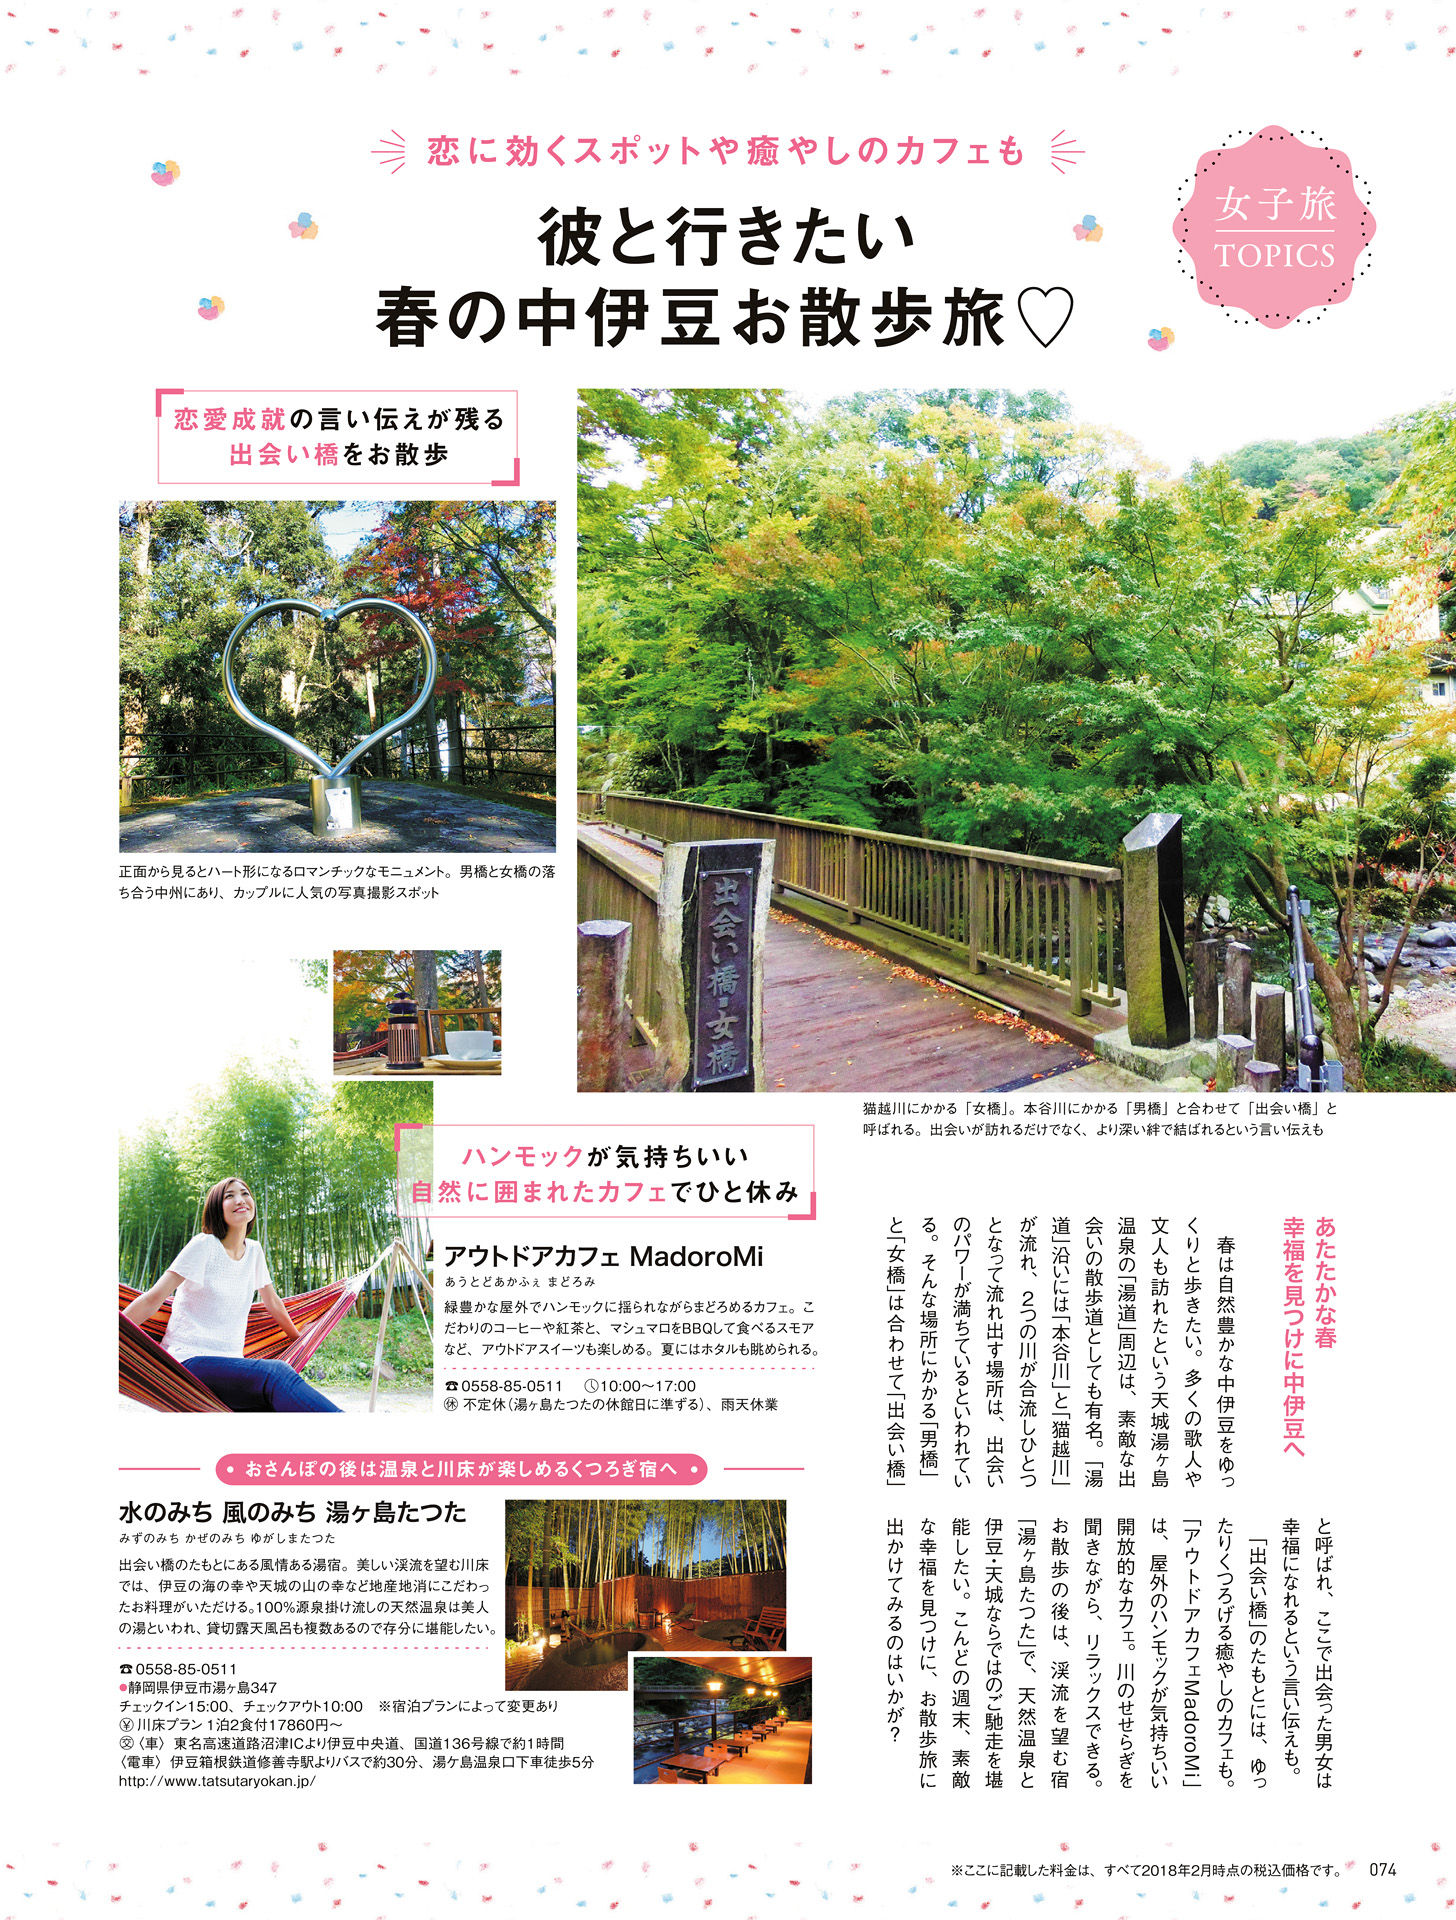 恋に効くスポットや癒やしのカフェも
彼と行きたい
春の中伊豆お散歩旅♡
女子旅
TOPICS
恋愛成就の言い伝えが残る
出会い橋をお散歩
正面から見るとハート形になるロマンチックなモニュメント。男橋と女橋の落
ち合う中州にあり、カップルに人気の写真撮影スポット
出会い橋・女橋
猫越川にかかる「女橋」。本谷川にかかる「男橋」と合わせて「出会い橋」と
呼ばれる。出会いが訪れるだけでなく、より深い絆で結ばれるという言い伝えも
ハンモックが気持ちいい
自然に囲まれたカフェでひと休み
アウトドアカフェ MadoroMi
あうとどあかふぇ まどろみ
緑豊かな屋外でハンモックに揺られながらまどろめるカフェ。こ
だわりのコーヒーや紅茶と、マシュマロをBBQして食べるスモア
など、アウトドアスイーツも楽しめる。夏にはホタルも眺められる。
☎0558-85-0511 10:00〜17:00
㊡不定休(湯ヶ島たつたの休館日に準ずる)、雨天休業
• おさんぽの後は温泉と川床が楽しめるくつろぎ宿へ •
水のみち 風のみち 湯ヶ島たつた
みずのみち かぜのみち ゆがしまたつた
出会い橋のたもとにある風情ある湯宿。美しい渓流を望む川床
では、伊豆の海の幸や天城の山の幸など地産地消にこだわっ
たお料理がいただける。100%源泉掛け流しの天然温泉は美人
の湯といわれ、貸切露天風呂も複数あるので存分に堪能したい。
☎0558-85-0511
●静岡県伊豆市湯ヶ島347
チェックイン15:00、チェックアウト10:00 ※宿泊プランによって変更あり
¥川床プラン 1泊2食付17860円〜
交〈車〉東名高速道路沼津ICより伊豆中央道、国道136号線で約1時間
〈電車〉伊豆箱根鉄道修善寺駅よりバスで約30分、湯ケ島温泉口下車徒歩5分
http://www.tatsutaryokan.jp/
あたたかな春
幸福を見つけに中伊豆へ
春は自然豊かな中伊豆をゆっ
くりと歩きたい。多くの歌人や
文人も訪れたという天城湯ヶ島
温泉の「湯道」周辺は、素敵な出
会いの散歩道としても有名。「湯
道」沿いには「本谷川」と「猫越川」
が流れ、2つの川が合流しひとつ
となって流れ出す場所は、出会い
のパワーが満ちているといわれてい
る。そんな場所にかかる「男橋」
と「女橋」は合わせて「出会い橋」
と呼ばれ、ここで出会った男女は
幸福になれるという言い伝えも。
「出会い橋」のたもとには、ゆっ
たりくつろげる癒やしのカフェも。
「アウトドアカフェMadoroMi」
は、屋外のハンモックが気持ちいい
開放的なカフェ。川のせせらぎを
聞きながら、リラックスできる。
お散歩の後は、渓流を望む宿
「湯ヶ島たつた」で、天然温泉と
伊豆・天城ならではのご馳走を堪
能したい。こんどの週末、素敵
な幸福を見つけに、お散歩旅に
出かけてみるのはいかが?
※ここに記載した料金は、すべて2018年2月時点の税込価格です。
074